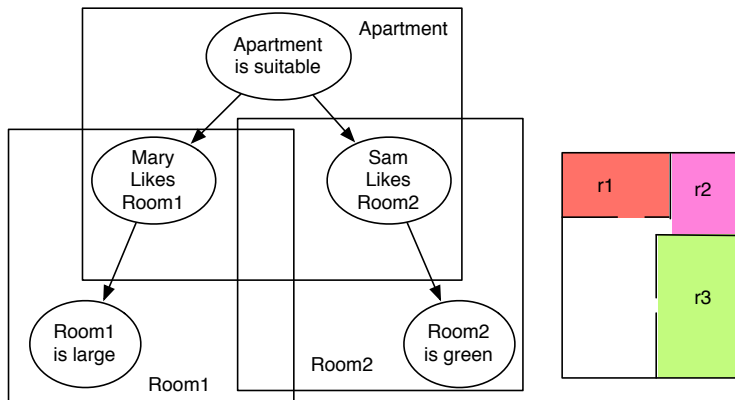 Apartment
Apartment
is suitable
Mary
Likes
Room1
Sam
Likes
Room2
r1
r2
r3
Room1
is large
Room2
is green
Room2
Room1